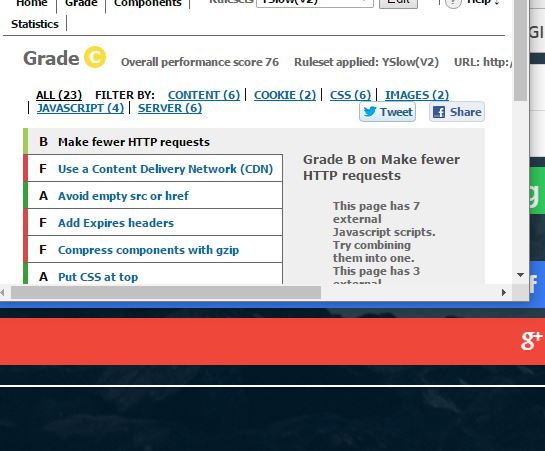 Home Grade Components Rulesets YSlow(V2) Edit ? Help ↓
Statistics
Grade C Overall performance score 76 Ruleset applied: YSlow(V2) URL: http:/
ALL (23) FILTER BY: CONTENT (6) | COOKIE (2) | CSS (6) | IMAGES (2)
| JAVASCRIPT (4) | SERVER (6)
Tweet Share
B Make fewer HTTP requests
F Use a Content Delivery Network (CDN)
A Avoid empty src or href
F Add Expires headers
F Compress components with gzip
A Put CSS at top
Grade B on Make fewer
HTTP requests
This page has 7
external
Javascript scripts.
Try combining
them into one.
This page has 3
external
GI
g
f
g+